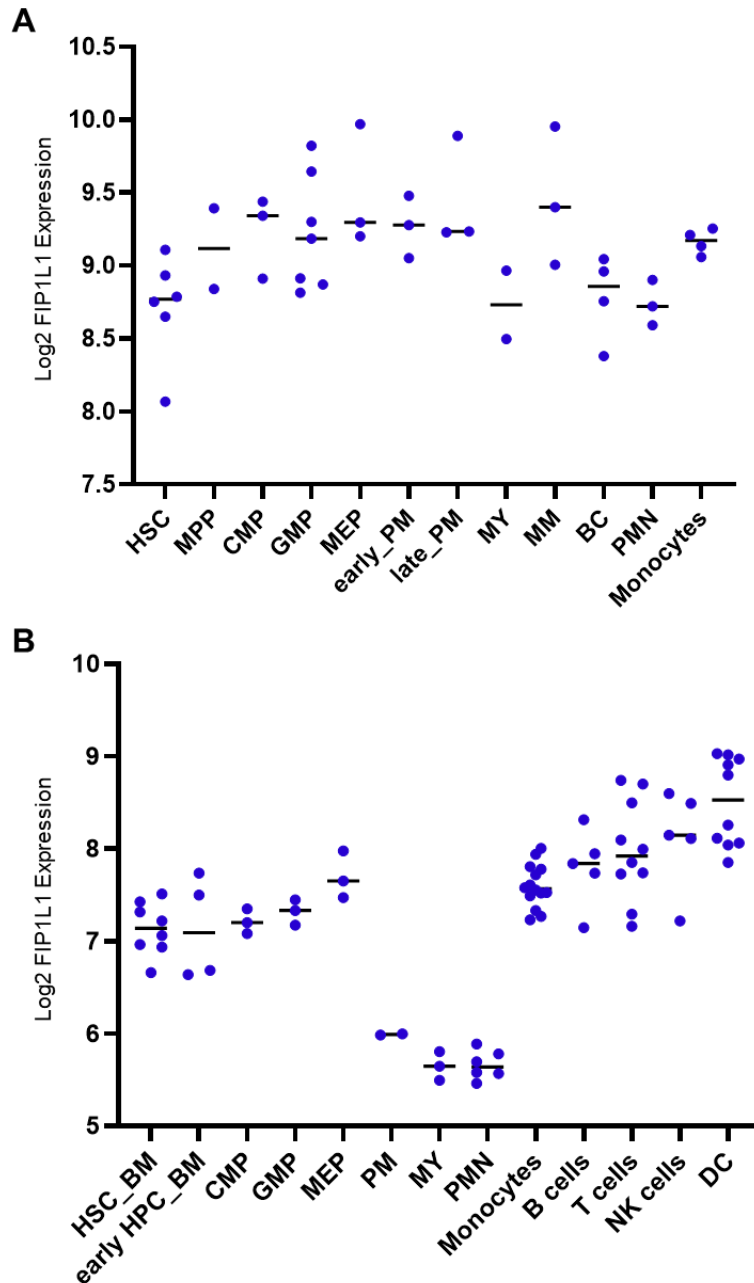 A
Log2 FIP1L1 Expression
10.5
10.0
9.5
9.0
8.5
8.0
7.5
HSC
MPP
CMP
GMP
MEP
early_PM
late_PM
MY
MM
BC
PMN
Monocytes
B
Log2 FIP1L1 Expression
10
9
8
7
6
5
HSC_BM
early HPC_BM
CMP
GMP
MEP
PM
MY
PMN
Monocytes
B cells
T cells
NK cells
DC